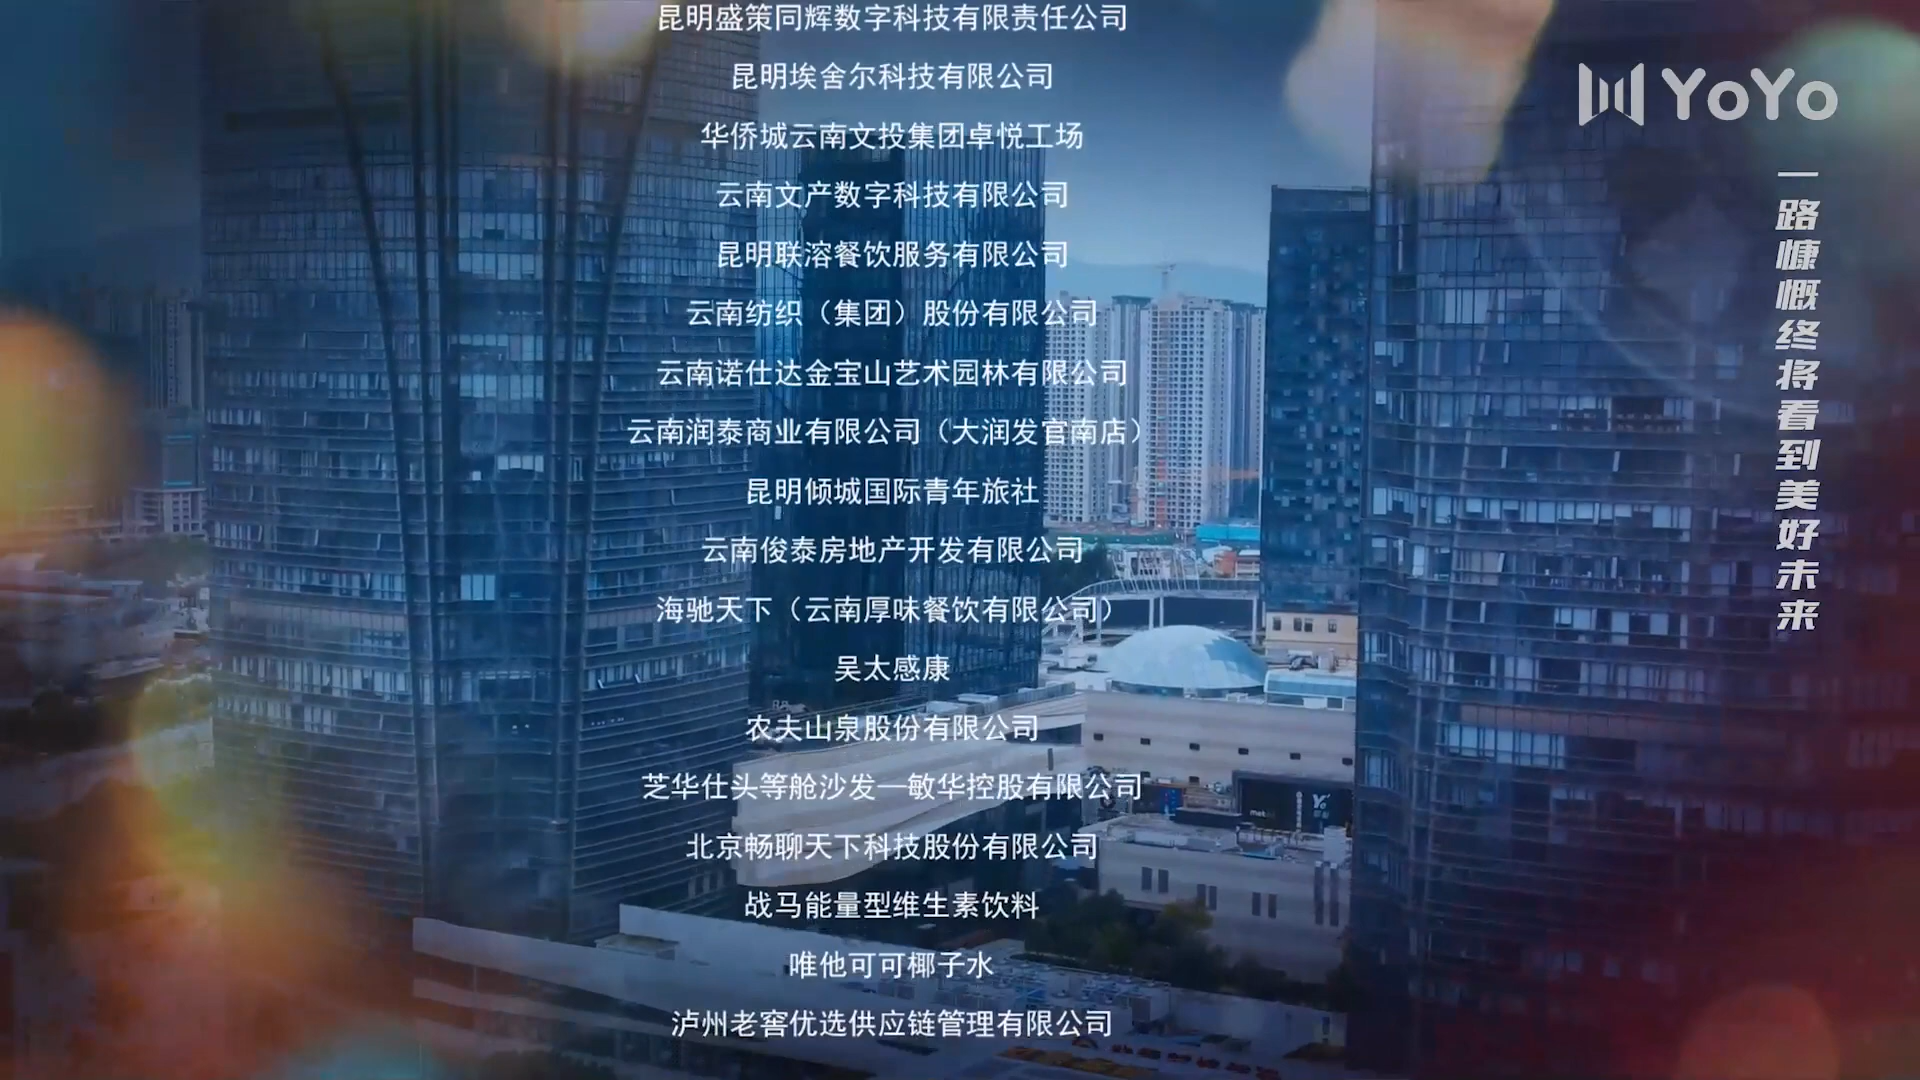 昆明盛策同辉数字科技有限责任公司
昆明埃舍尔科技有限公司
华侨城云南文投集团卓悦工场
云南文产数字科技有限公司
昆明联溶餐饮服务有限公司
云南纺织（集团）股份有限公司
云南诺仕达金宝山艺术园林有限公司
云南润泰商业有限公司（大润发官南店）
昆明倾城国际青年旅社
云南俊泰房地产开发有限公司
海驰天下（云南厚味餐饮有限公司）
吴太感康
农夫山泉股份有限公司
芝华仕头等舱沙发—敏华控股有限公司
北京畅聊天下科技股份有限公司
战马能量型维生素饮料
唯他可可椰子水
泸州老窖优选供应链管理有限公司
YoYo
一路慷慨终将看到美好未来